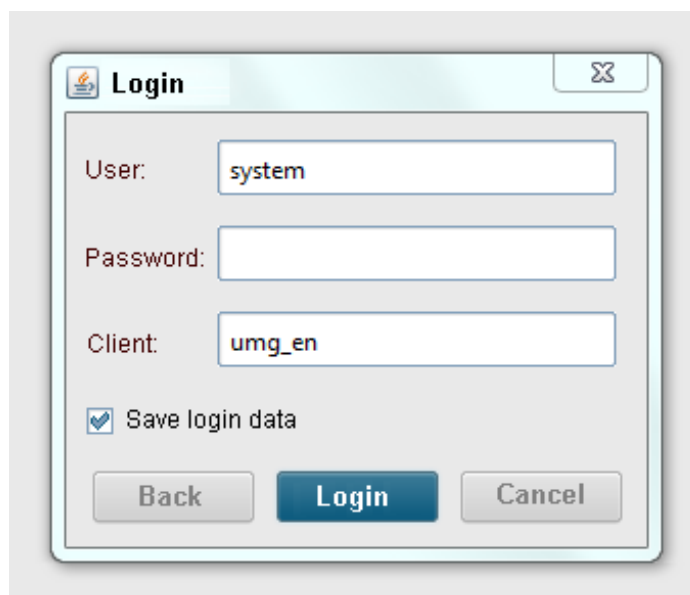 Login
User: system
Password:
Client: umg_en
Save login data
Back Login Cancel